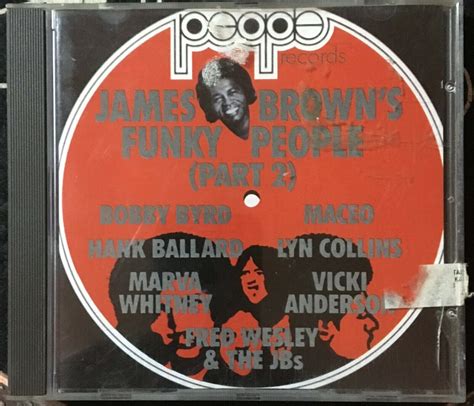 people
records
JAMES BROWN'S
FUNKY PEOPLE
(PART 2)
BOBBY BYRD MACEO
HANK BALLARD LYN COLLINS
MARVA VICKI
WHITNEY ANDERSON
FRED WESLEY
& THE JBs